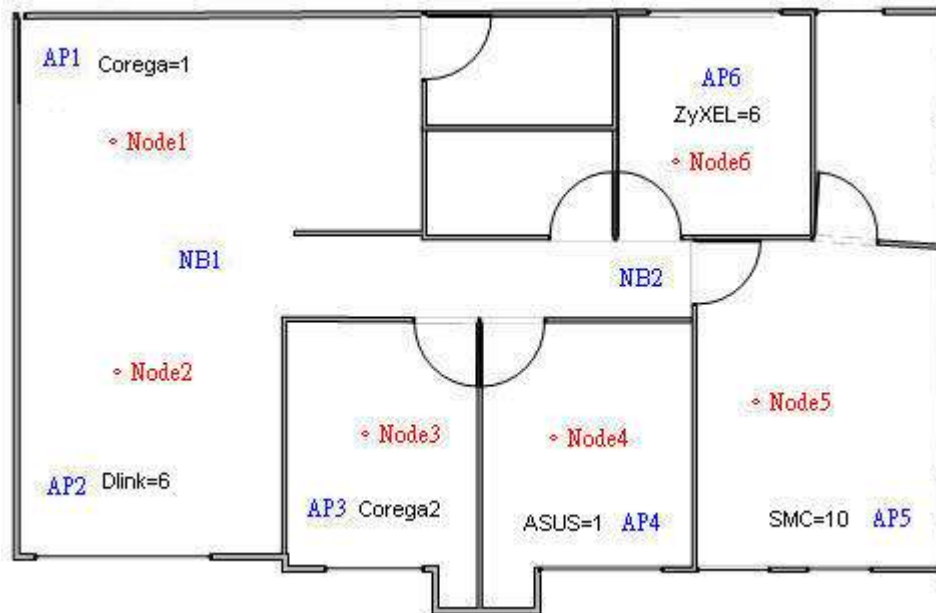 AP1 Corega=1
AP6
ZyXEL=6
Node1
Node6
NB1
NB2
Node2
Node5
Node3
Node4
AP2 Dlink=6
AP3 Corega2
ASUS=1 AP4
SMC=10 AP5